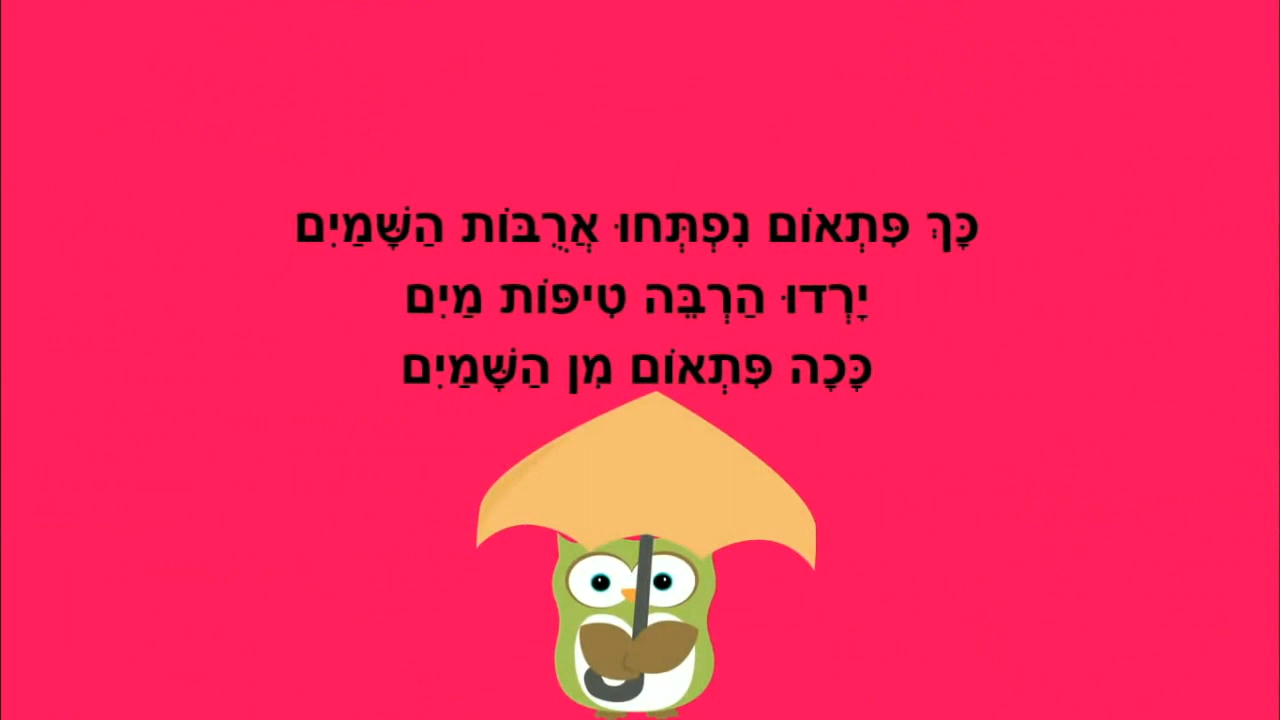 כָּךְ פִּתְאוֹם נִפְתְּחוּ אֲרֻבּוֹת הַשָּׁמַיִם
יָרְדוּ הַרְבֵּה טִיפּוֹת מַיִם
כָּכָה פִּתְאוֹם מִן הַשָּׁמַיִם